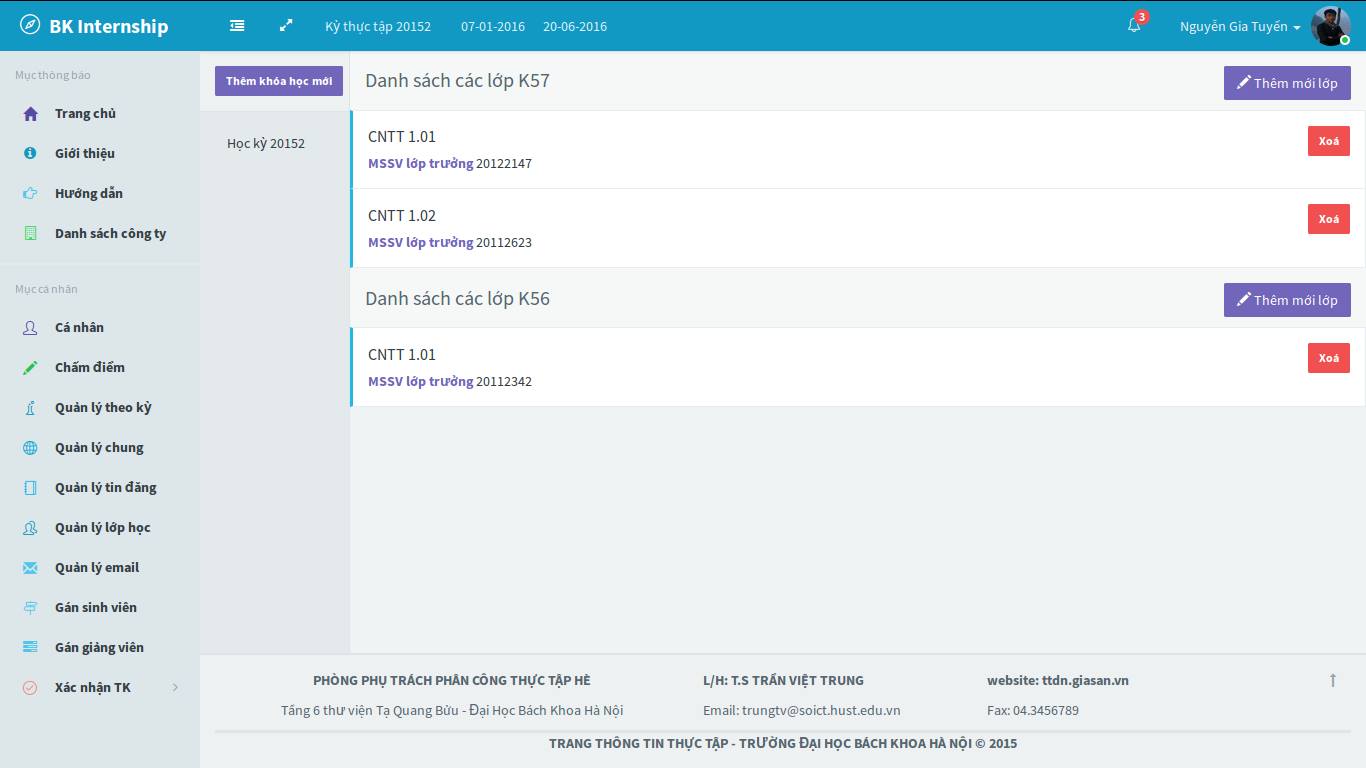 BK Internship
Kỳ thực tập 20152 07-01-2016 20-06-2016
3
Nguyễn Gia Tuyển
Mục thông báo
Trang chủ
Giới thiệu
Hướng dẫn
Danh sách công ty
Mục cá nhân
Cá nhân
Chấm điểm
Quản lý theo kỳ
Quản lý chung
Quản lý tin đăng
Quản lý lớp học
Quản lý email
Gán sinh viên
Gán giảng viên
Xác nhận TK
Thêm khóa học mới
Học kỳ 20152
Danh sách các lớp K57
Thêm mới lớp
CNTT 1.01
Xoá
MSSV lớp trưởng 20122147
CNTT 1.02
Xoá
MSSV lớp trưởng 20112623
Danh sách các lớp K56
Thêm mới lớp
CNTT 1.01
Xoá
MSSV lớp trưởng 20112342
PHÒNG PHỤ TRÁCH PHÂN CÔNG THỰC TẬP HÈ
Tầng 6 thư viện Tạ Quang Bửu - Đại Học Bách Khoa Hà Nội
L/H: T.S TRẦN VIỆT TRUNG
Email: trungtv@soict.hust.edu.vn
website: ttdn.giasan.vn
Fax: 04.3456789
TRANG THÔNG TIN THỰC TẬP - TRƯỜNG ĐẠI HỌC BÁCH KHOA HÀ NỘI © 2015